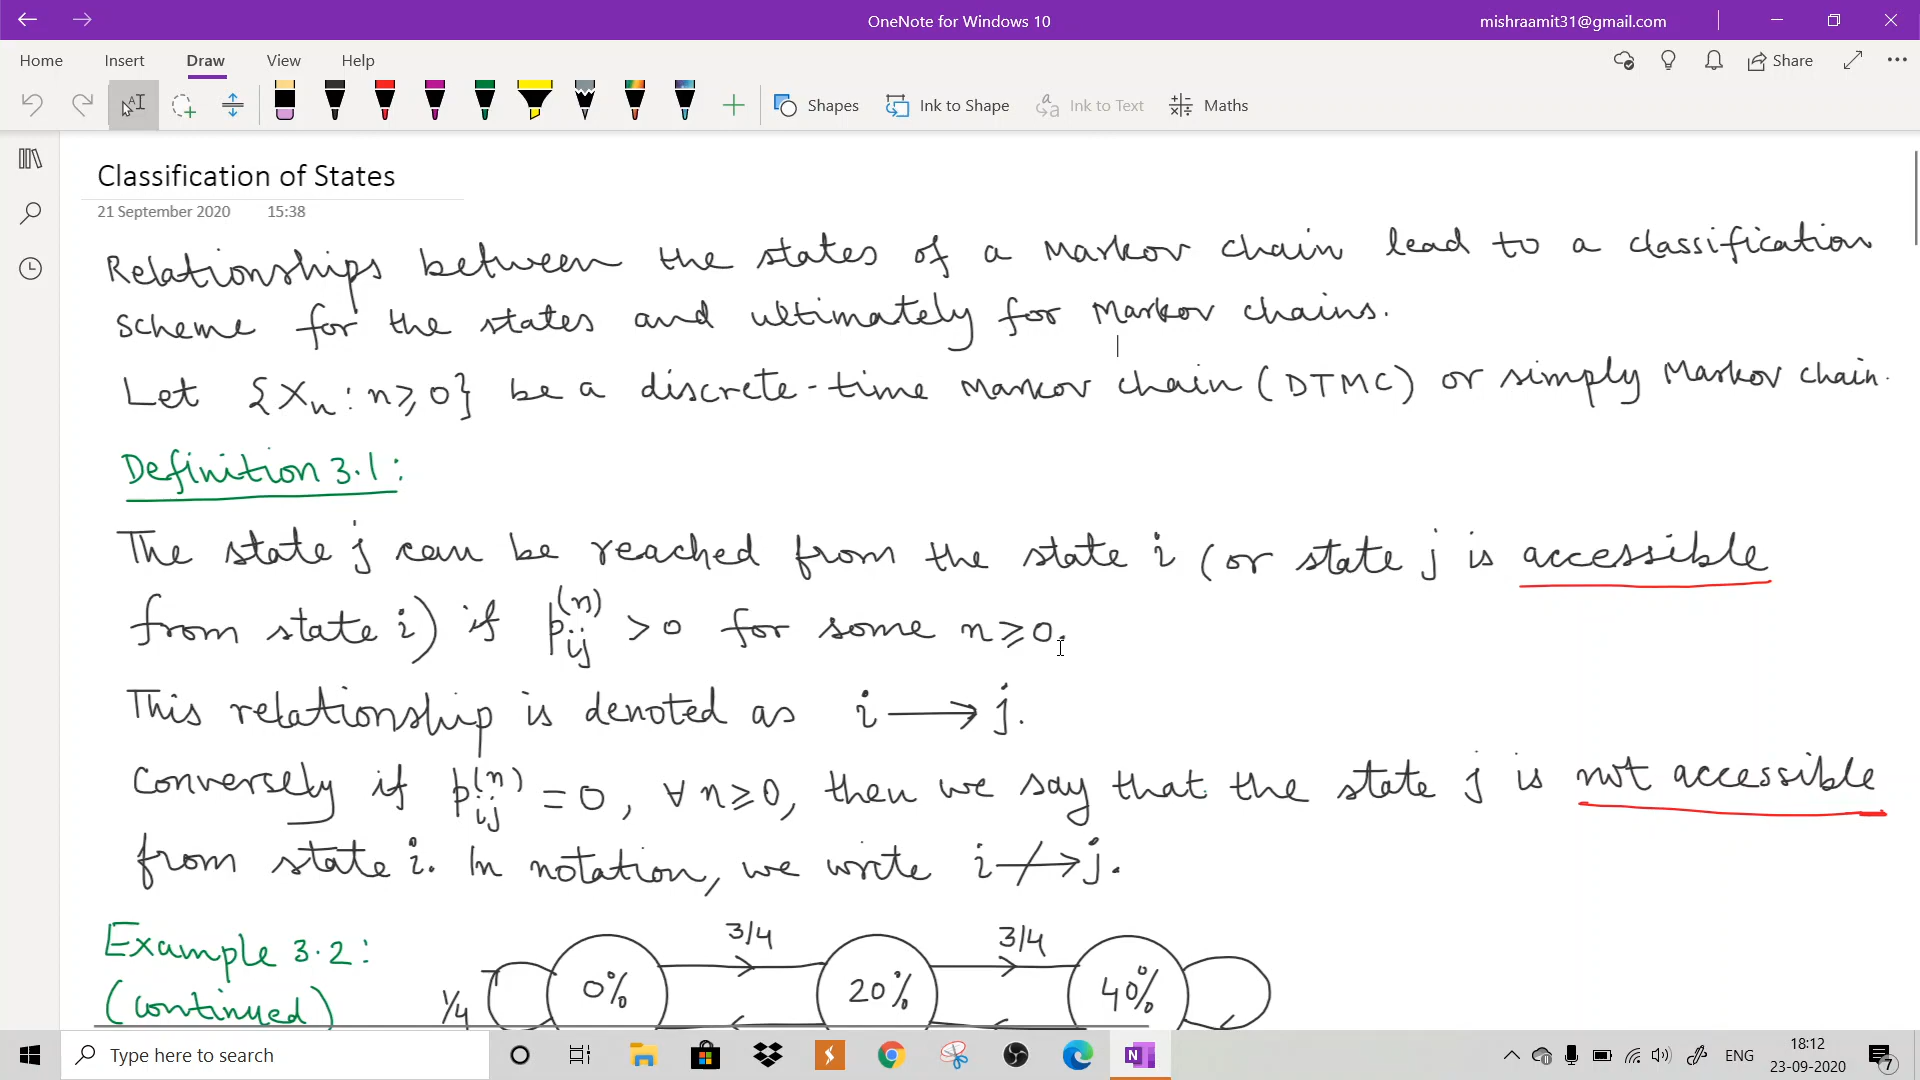 OneNote for Windows 10
mishraamit31@gmail.com
Home Insert Draw View Help
Share
Shapes Ink to Shape Ink to Text Maths
Classification of States
21 September 2020 15:38
Relationships between the states of a Markov chain lead to a classification
scheme for the states and ultimately for Markov chains.
Let {Xn : n ≥ 0} be a discrete-time Markov chain (DTMC) or simply Markov chain.
Definition 3.1:
The state j can be reached from the state i (or state j is accessible
from state i) if p_ij^(n) > 0 for some n ≥ 0.
This relationship is denoted as i ⟶ j.
Conversely if p_ij^(n) = 0, ∀ n ≥ 0, then we say that the state j is not accessible
from state i. In notation, we write i ↛ j.
Example 3.2:
(continued)
3/4 3/4
1/4 0% 20% 40%
Type here to search
ENG
18:12
23-09-2020
7